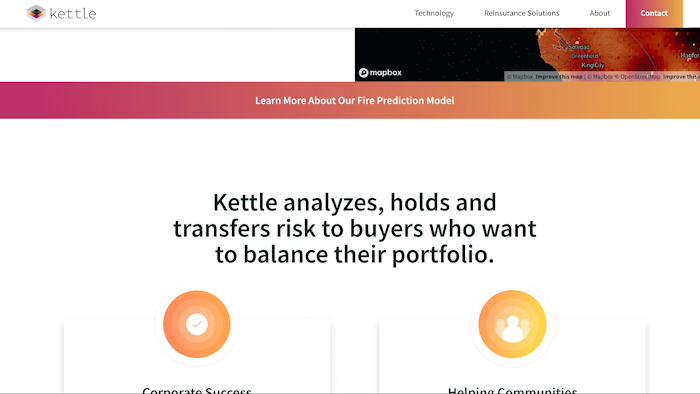 kettle
Technology
Reinsurance Solutions
About
Contact
Soledad
Greenfield
King City
mapbox
© Mapbox Improve this map | © Mapbox © OpenStreetMap Improve this
Learn More About Our Fire Prediction Model
Kettle analyzes, holds and
transfers risk to buyers who want
to balance their portfolio.
Corporate Success
Helping Communities